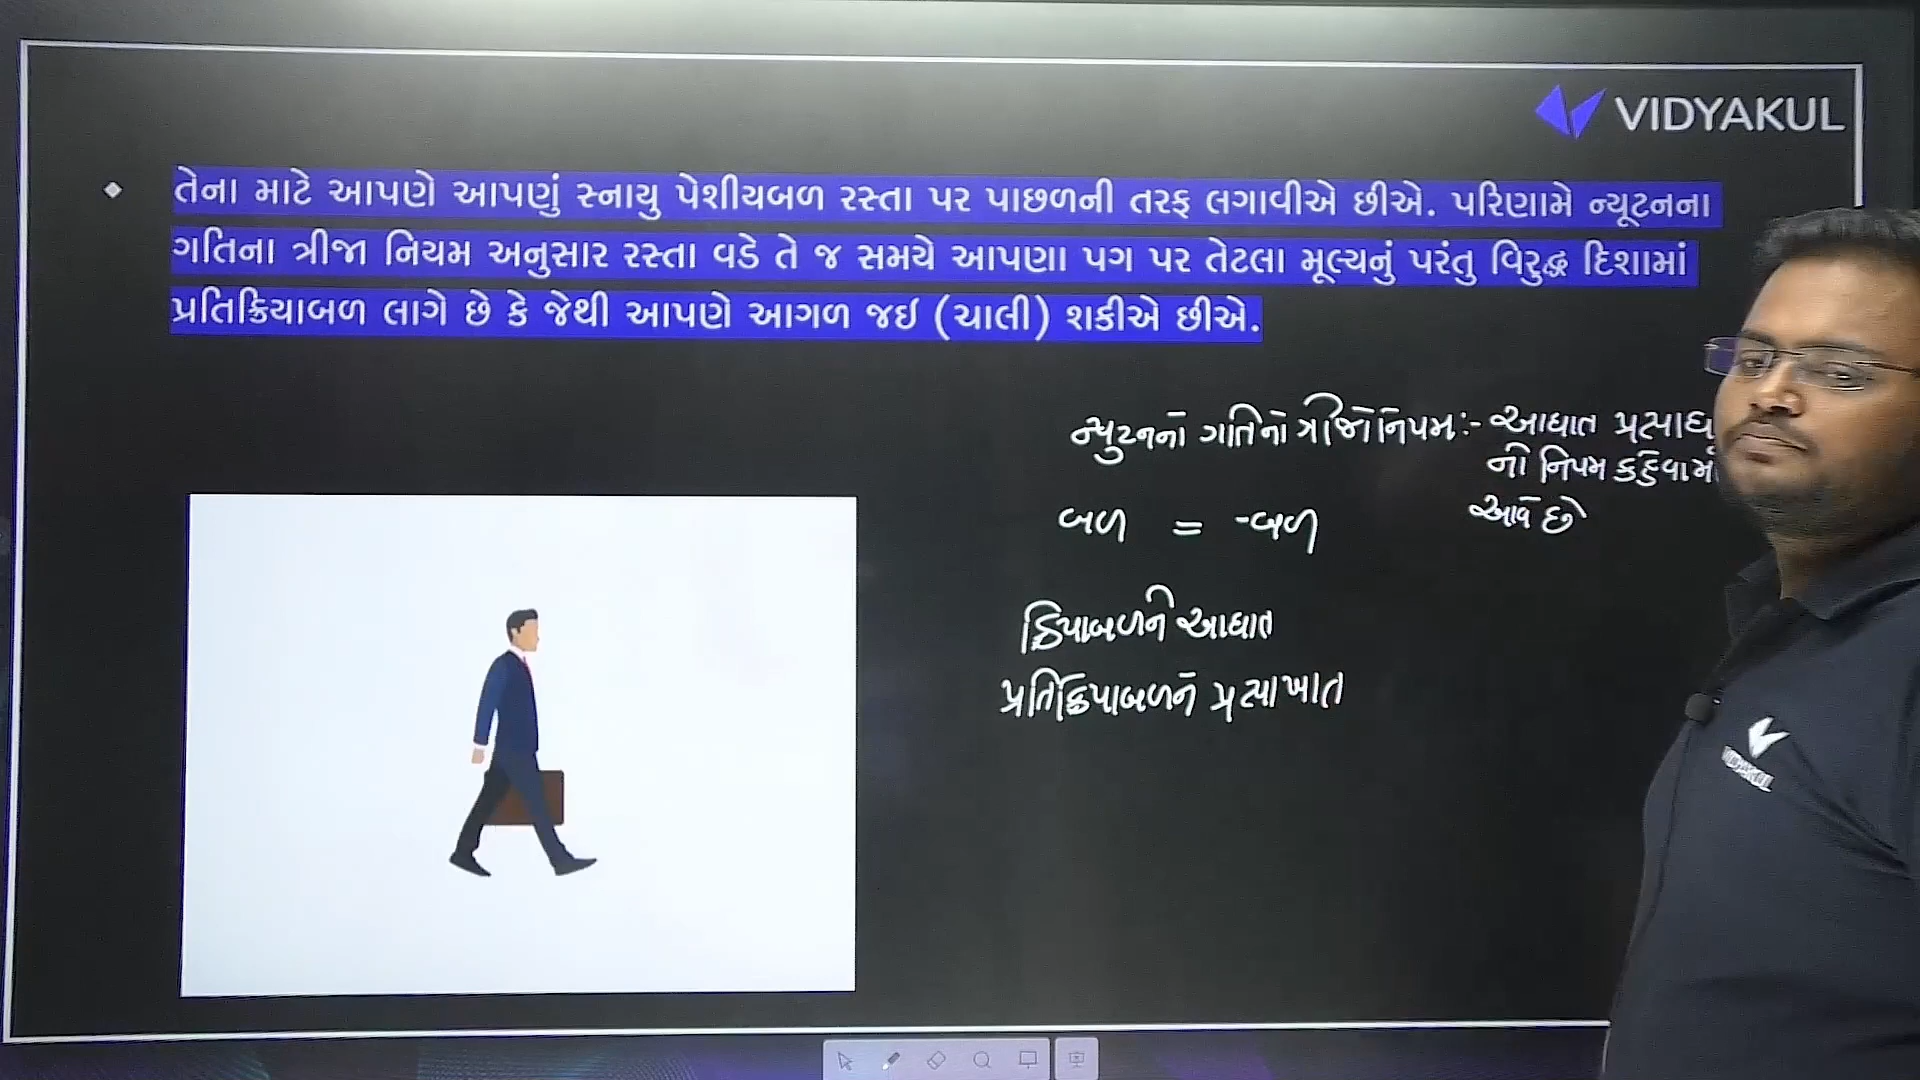 VIDYAKUL
તેના માટે આપણે આપણું સ્નાયુ પેશીયબળ રસ્તા પર પાછળની તરફ લગાવીએ છીએ. પરિણામે ન્યૂટનના
ગતિના ત્રીજા નિયમ અનુસાર રસ્તા વડે તે જ સમયે આપણા પગ પર તેટલા મૂલ્યનું પરંતુ વિરુદ્ધ દિશામાં
પ્રતિક્રિયાબળ લાગે છે કે જેથી આપણે આગળ જઇ (ચાલી) શકીએ છીએ.
ન્યુટનનો ગતિનો ત્રીજો નિયમ :- આઘાત
ની નિયમ કહેવામાં
આવે છે
બળ = -બળ
ક્રિયાબળને આઘાત
પ્રતિક્રિયાબળને પ્રત્યાઘાત
VIDYAKUL